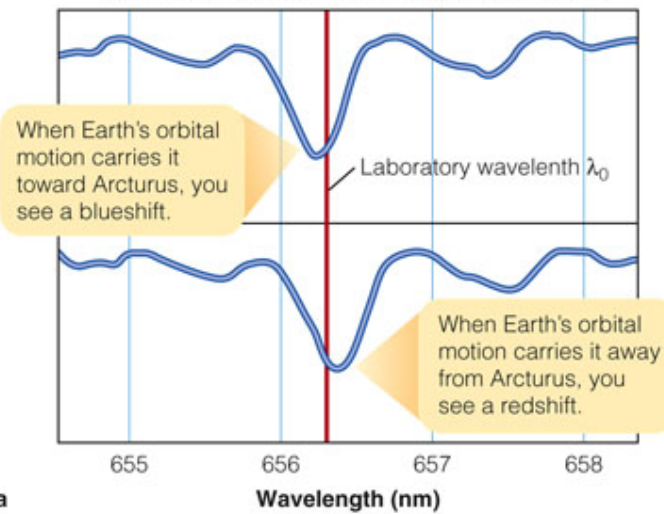 When Earth's orbital
motion carries it
toward Arcturus, you
see a blueshift.
Laboratory wavelenth λ0
When Earth's orbital
motion carries it away
from Arcturus, you
see a redshift.
655 656 657 658
a
Wavelength (nm)